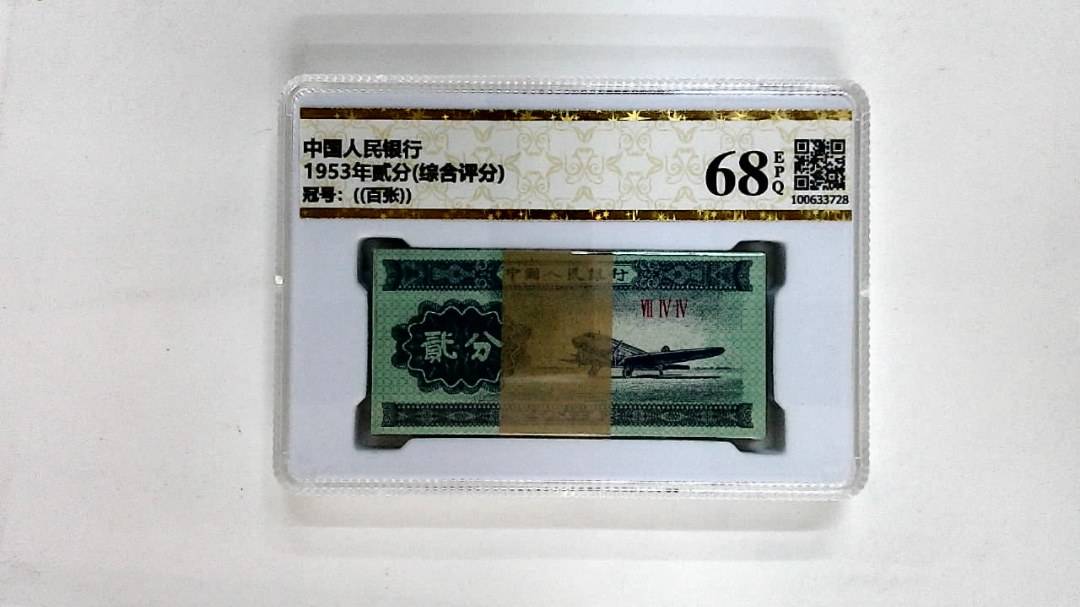 中国人民银行
1953年贰分(综合评分)
冠号：((百张))
68
EPQ
100633728
中国人民银行
VII IV IV
貳分